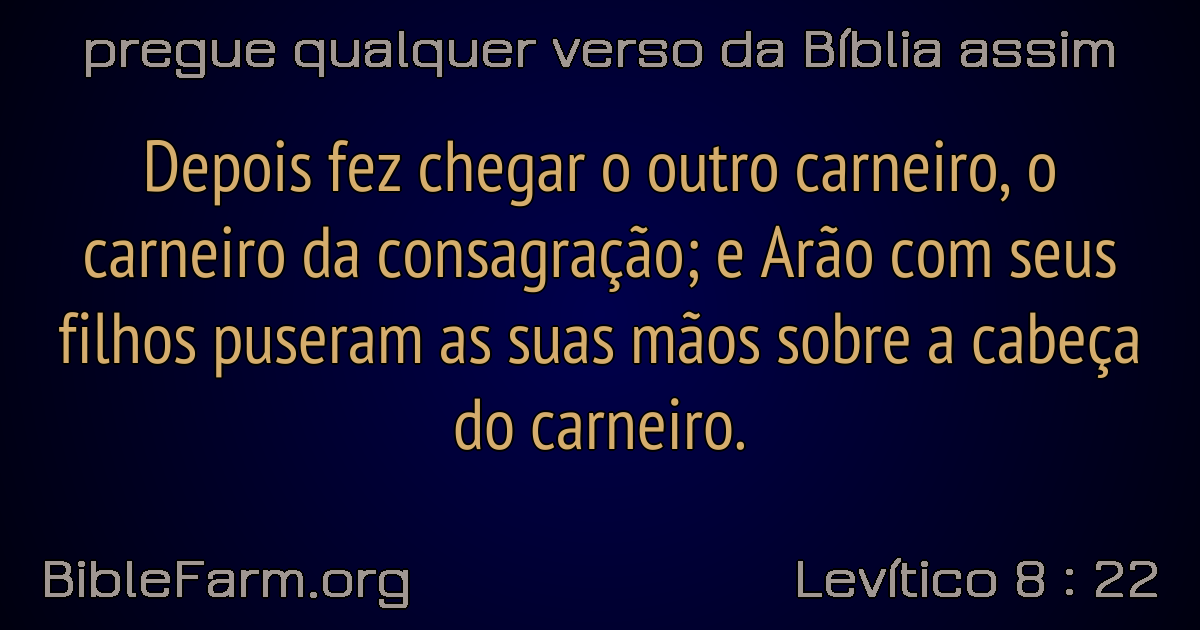 pregue qualquer verso da Bíblia assim
Depois fez chegar o outro carneiro, o
carneiro da consagração; e Arão com seus
filhos puseram as suas mãos sobre a cabeça
do carneiro.
BibleFarm.org
Levítico 8 : 22